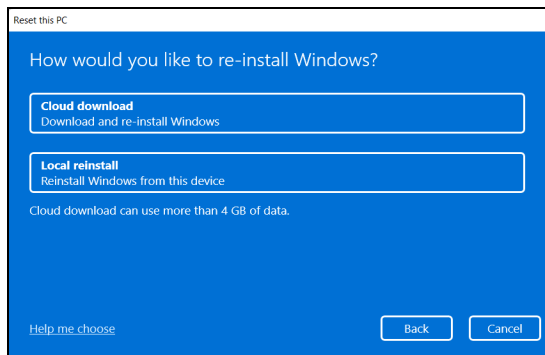 Reset this PC
How would you like to re-install Windows?
Cloud download
Download and re-install Windows
Local reinstall
Reinstall Windows from this device
Cloud download can use more than 4 GB of data.
Help me choose
Back
Cancel